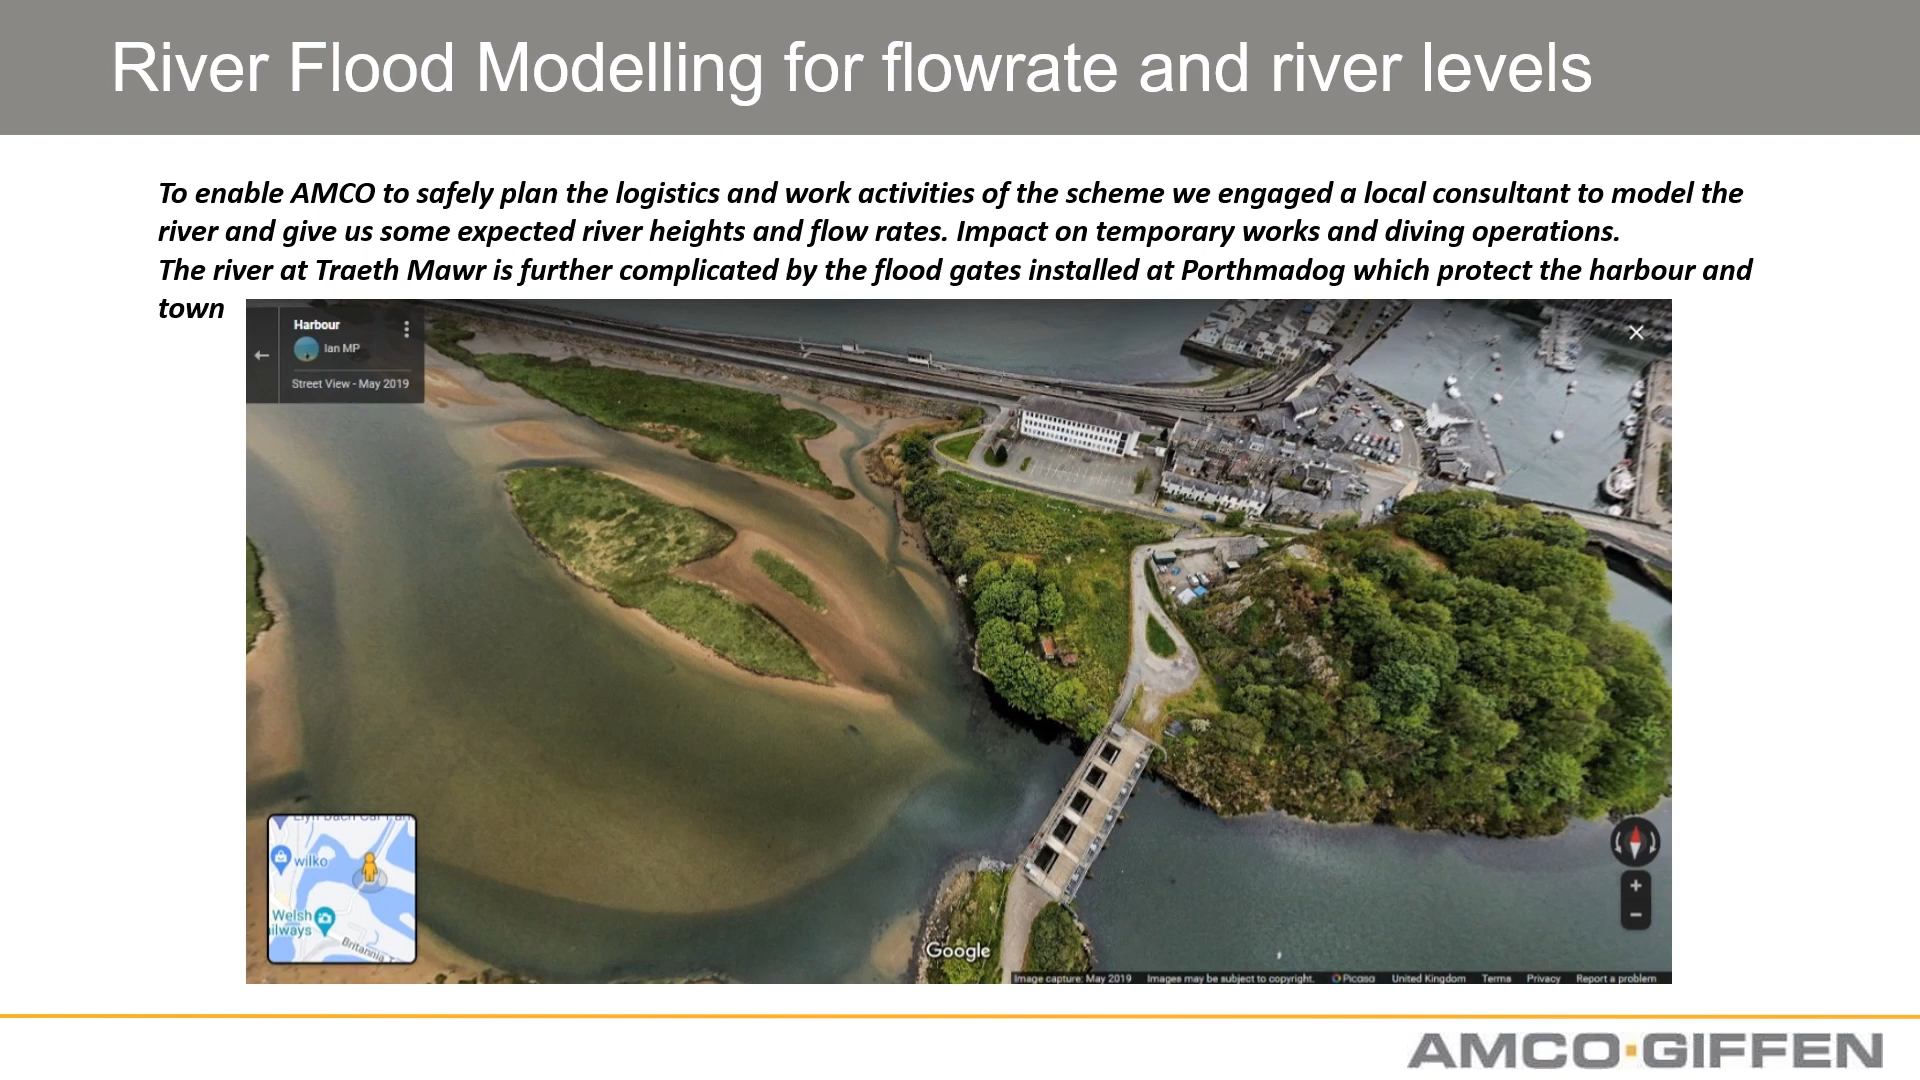 River Flood Modelling for flowrate and river levels
To enable AMCO to safely plan the logistics and work activities of the scheme we engaged a local consultant to model the
river and give us some expected river heights and flow rates. Impact on temporary works and diving operations.
The river at Traeth Mawr is further complicated by the flood gates installed at Porthmadog which protect the harbour and
town
Harbour
Ian MP
Street View - May 2019
wilko
Welsh
ilways
Britannia T
Google
Image capture: May 2019 Images may be subject to copyright. Picasa United Kingdom Terms Privacy Report a problem
AMCO GIFFEN